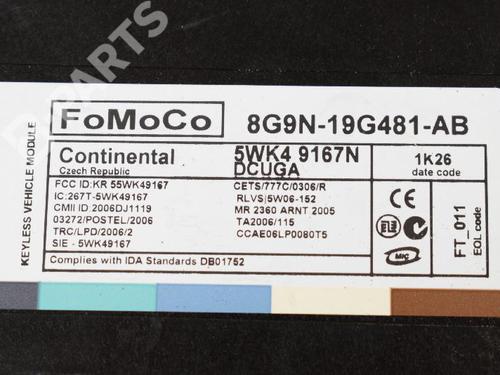 B-PARTS
KEYLESS VEHICLE MODULE
FoMoCo
8G9N-19G481-AB
Continental
Czech Republic
5WK4 9167N
DCUGA
1K26
date code
FCC ID:KR 55WK49167
IC:267T-5WK49167
CMII ID:2006DJ1119
03272/POSTEL/2006
TRC/LPD/2006/2
SIE - 5WK49167
CETS/777C/0306/R
RLVS|5W06-152
MR 2360 ARNT 2005
TA2006/115
CCAE06LP0080T5
Complies with IDA Standards DB01752
CE
MIC
FT_011
EOL code